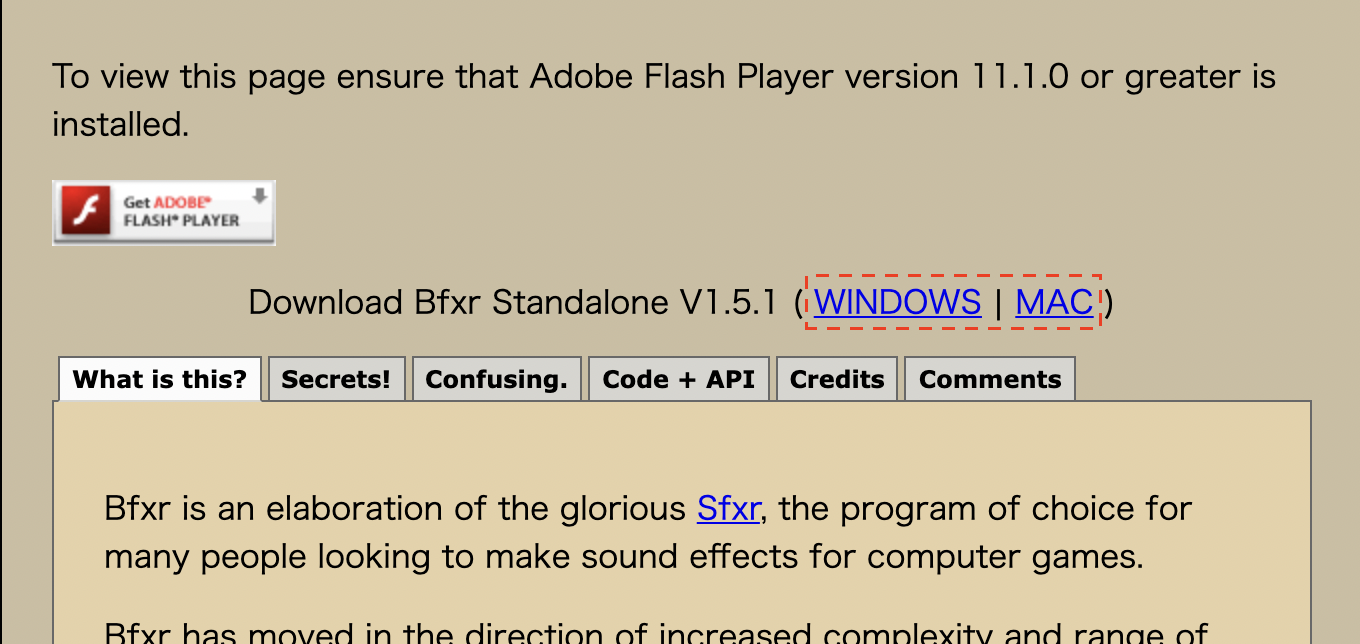 To view this page ensure that Adobe Flash Player version 11.1.0 or greater is
installed.
Get ADOBE®
FLASH® PLAYER
Download Bfxr Standalone V1.5.1 (WINDOWS | MAC)
What is this? Secrets! Confusing. Code + API Credits Comments
Bfxr is an elaboration of the glorious Sfxr, the program of choice for
many people looking to make sound effects for computer games.
Bfxr has moved in the direction of increased complexity and range of